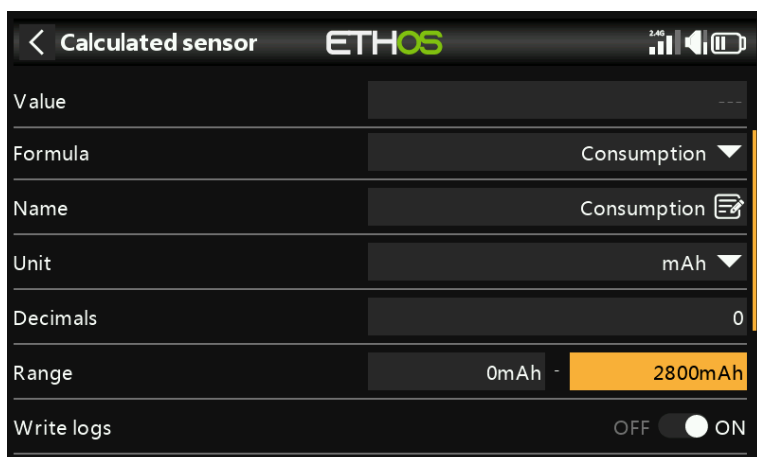 Calculated sensor ETHOS 2.4G
Value ---
Formula Consumption
Name Consumption
Unit mAh
Decimals 0
Range 0mAh - 2800mAh
Write logs OFF ON